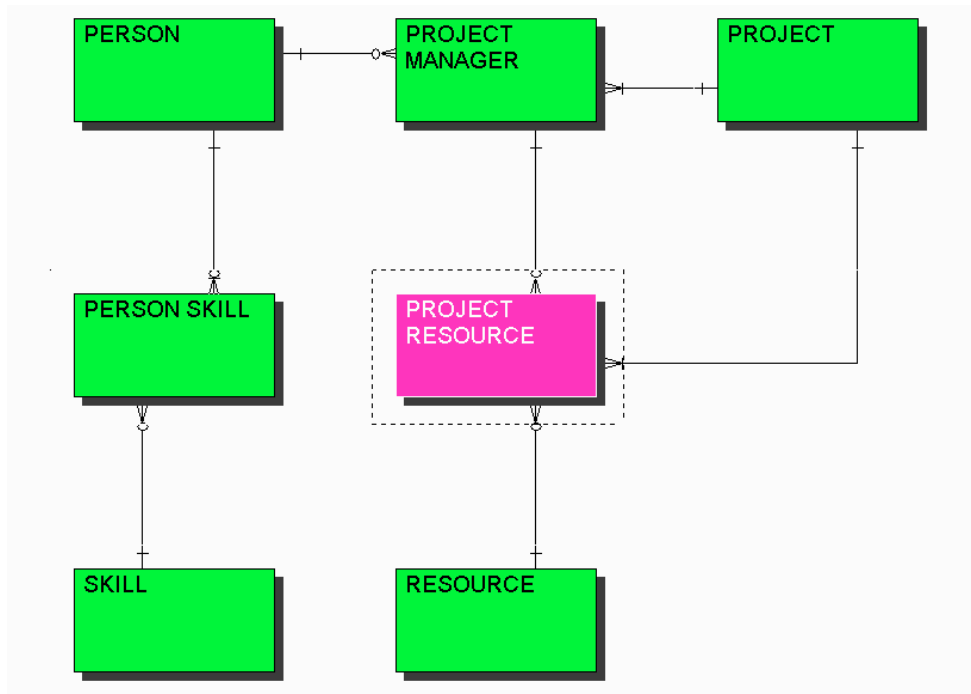 PERSON
PROJECT
MANAGER
PROJECT
PERSON SKILL
PROJECT
RESOURCE
SKILL
RESOURCE